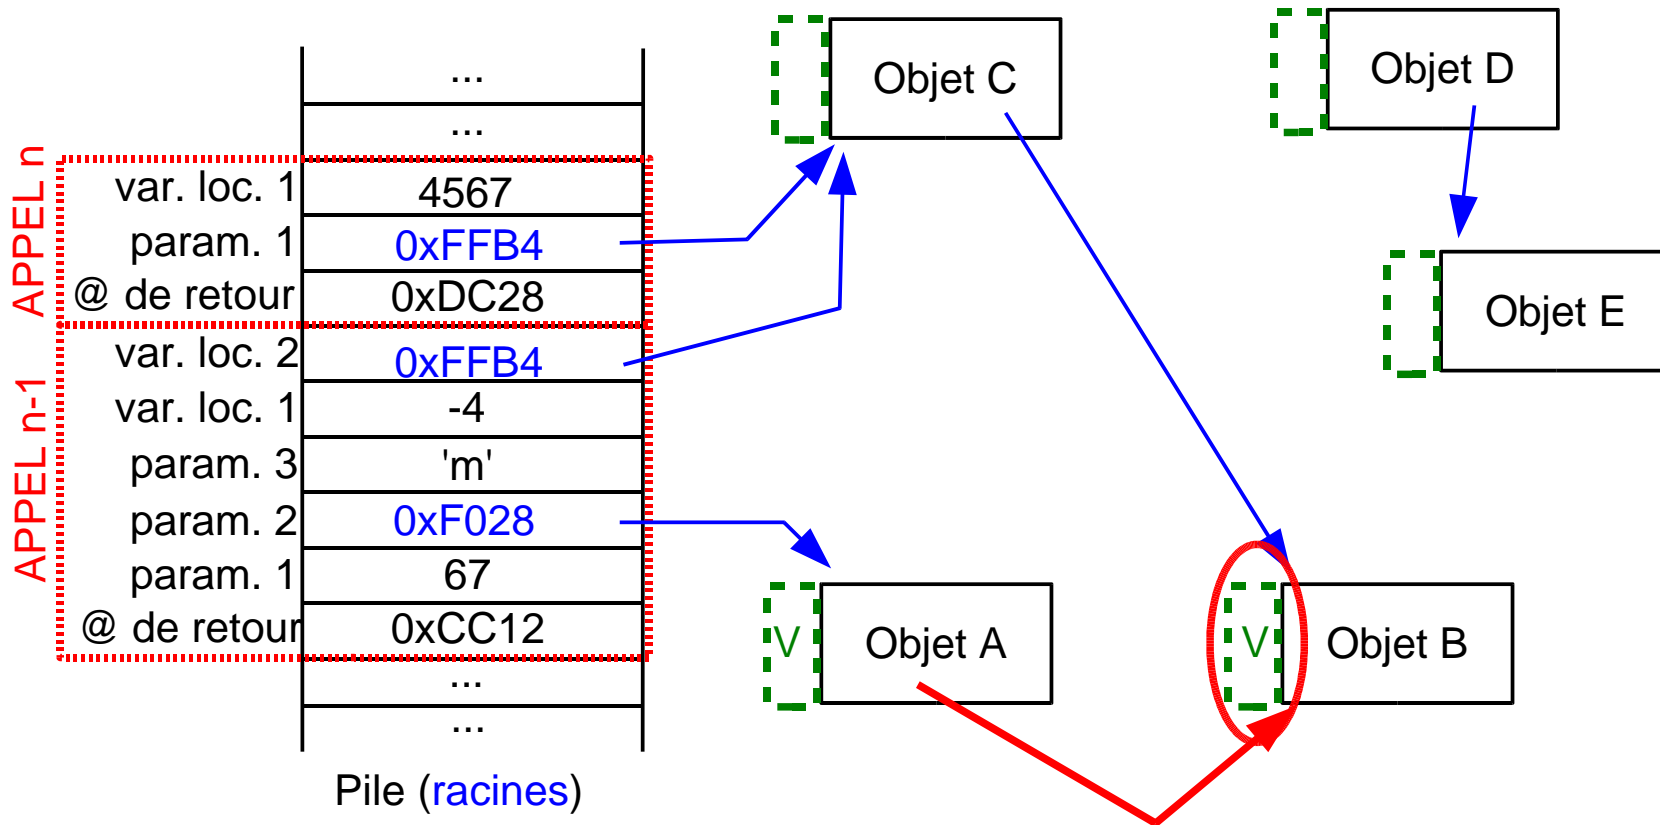 ...
...
APPEL n
var. loc. 1 4567
param. 1 0xFFB4
@ de retour 0xDC28
APPEL n-1
var. loc. 2 0xFFB4
var. loc. 1 -4
param. 3 'm'
param. 2 0xF028
param. 1 67
@ de retour 0xCC12
...
...
Pile (racines)
Objet C
Objet D
Objet E
V Objet A
V Objet B